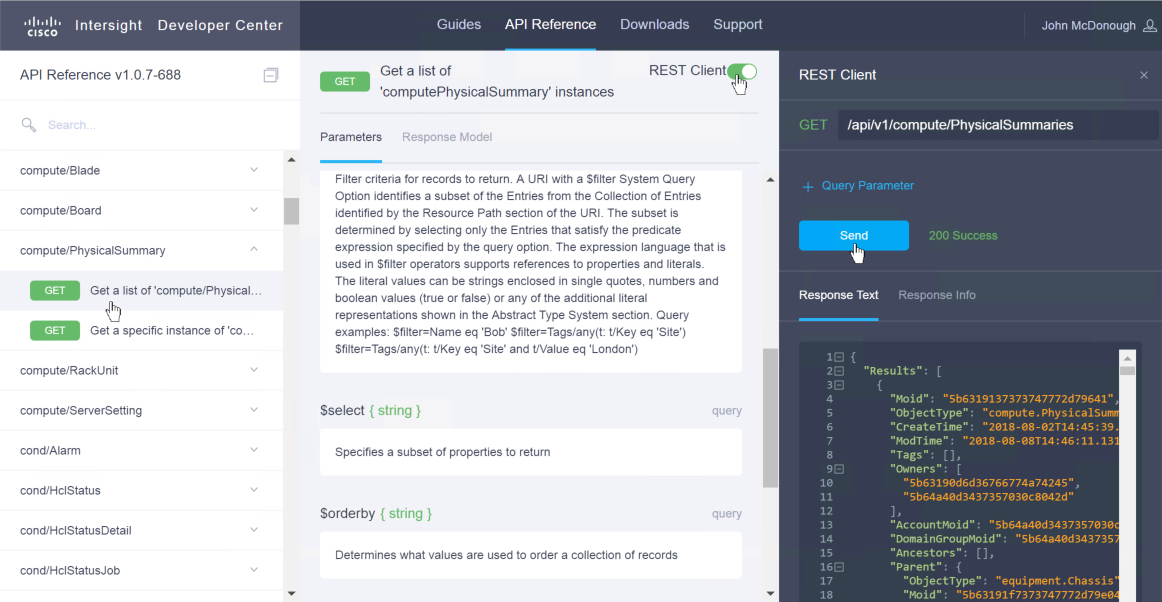 CISCO Intersight Developer Center
Guides API Reference Downloads Support
John McDonough
API Reference v1.0.7-688
Search...
compute/Blade
compute/Board
compute/PhysicalSummary
GET Get a list of 'compute/Physical...
GET Get a specific instance of 'co...
compute/RackUnit
compute/ServerSetting
cond/Alarm
cond/HclStatus
cond/HclStatusDetail
cond/HclStatusJob
GET Get a list of
'computePhysicalSummary' instances
REST Client
Parameters Response Model
Filter criteria for records to return. A URI with a $filter System Query
Option identifies a subset of the Entries from the Collection of Entries
identified by the Resource Path section of the URI. The subset is
determined by selecting only the Entries that satisfy the predicate
expression specified by the query option. The expression language that is
used in $filter operators supports references to properties and literals.
The literal values can be strings enclosed in single quotes, numbers and
boolean values (true or false) or any of the additional literal
representations shown in the Abstract Type System section. Query
examples: $filter=Name eq 'Bob' $filter=Tags/any(t: t/Key eq 'Site')
$filter=Tags/any(t: t/Key eq 'Site' and t/Value eq 'London')
$select { string } query
Specifies a subset of properties to return
$orderby { string } query
Determines what values are used to order a collection of records
REST Client ×
GET /api/v1/compute/PhysicalSummaries
+ Query Parameter
Send 200 Success
Response Text Response Info
1 {
2 "Results": [
3 {
4 "Moid": "5b6319137373747772d79641",
5 "ObjectType": "compute.PhysicalSumm
6 "CreateTime": "2018-08-02T14:45:39.
7 "ModTime": "2018-08-08T14:46:11.131
8 "Tags": [],
9 "Owners": [
10 "5b63190d6d36766774a74245",
11 "5b64a40d3437357030c8042d"
12 ],
13 "AccountMoid": "5b64a40d3437357030c
14 "DomainGroupMoid": "5b64a40d3437357
15 "Ancestors": [],
16 "Parent": {
17 "ObjectType": "equipment.Chassis"
18 "Moid": "5b63191f7373747772d79e04